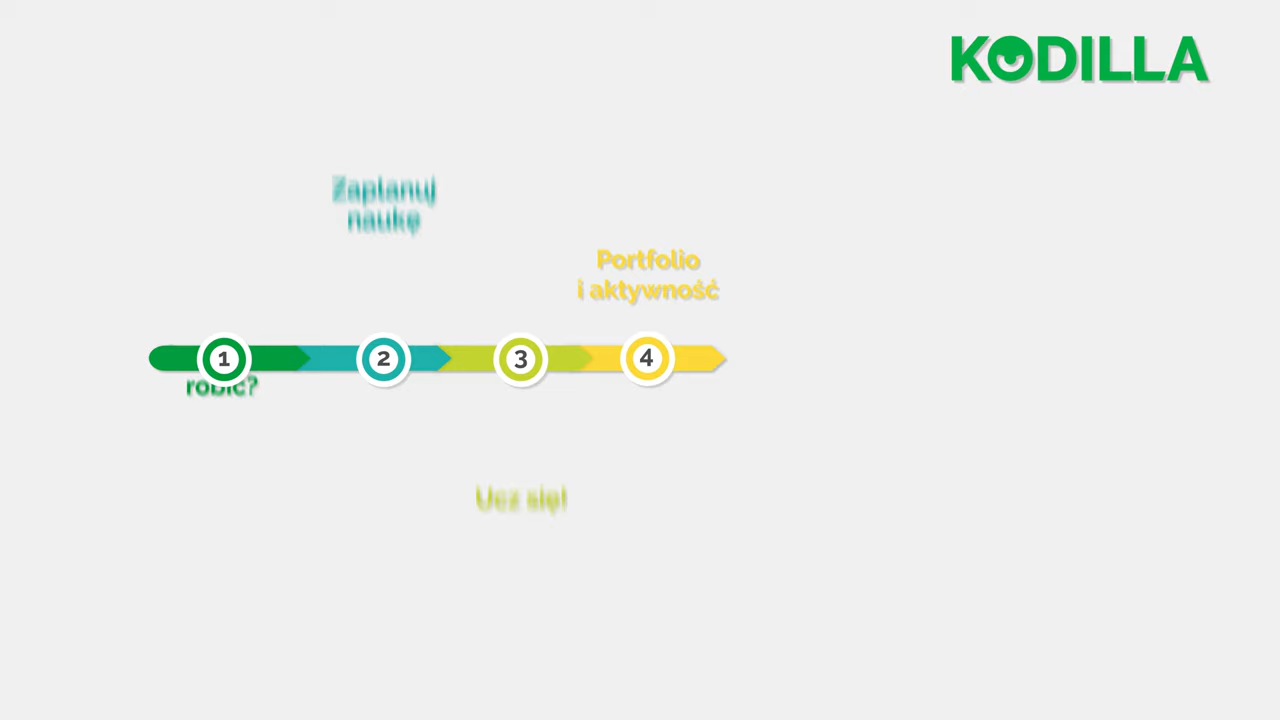 KODILLA
Zaplanuj
naukę
Portfolio
i aktywność
1
2
3
4
robić?
Ucz się!